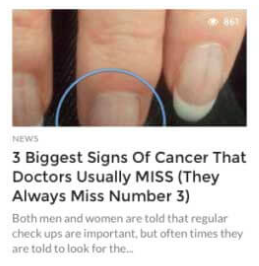 861
NEWS
3 Biggest Signs Of Cancer That
Doctors Usually MISS (They
Always Miss Number 3)
Both men and women are told that regular
check ups are important, but often times they
are told to look for the...